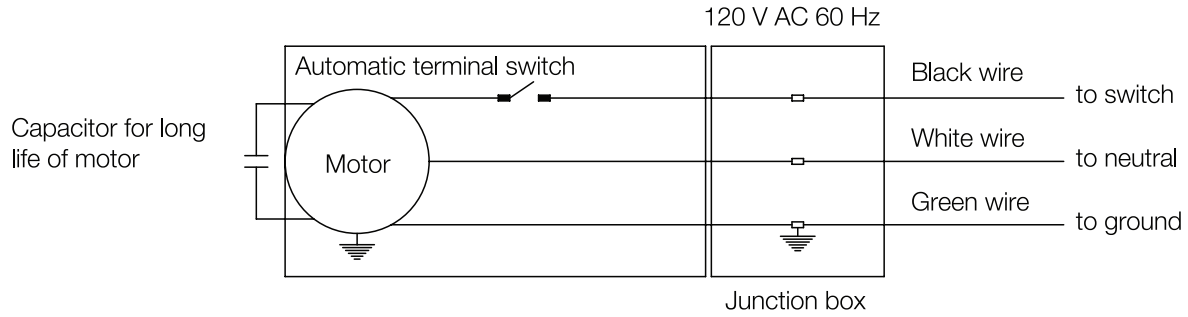 120 V AC 60 Hz
Automatic terminal switch
Black wire
to switch
Capacitor for long
life of motor
Motor
White wire
to neutral
Green wire
to ground
Junction box